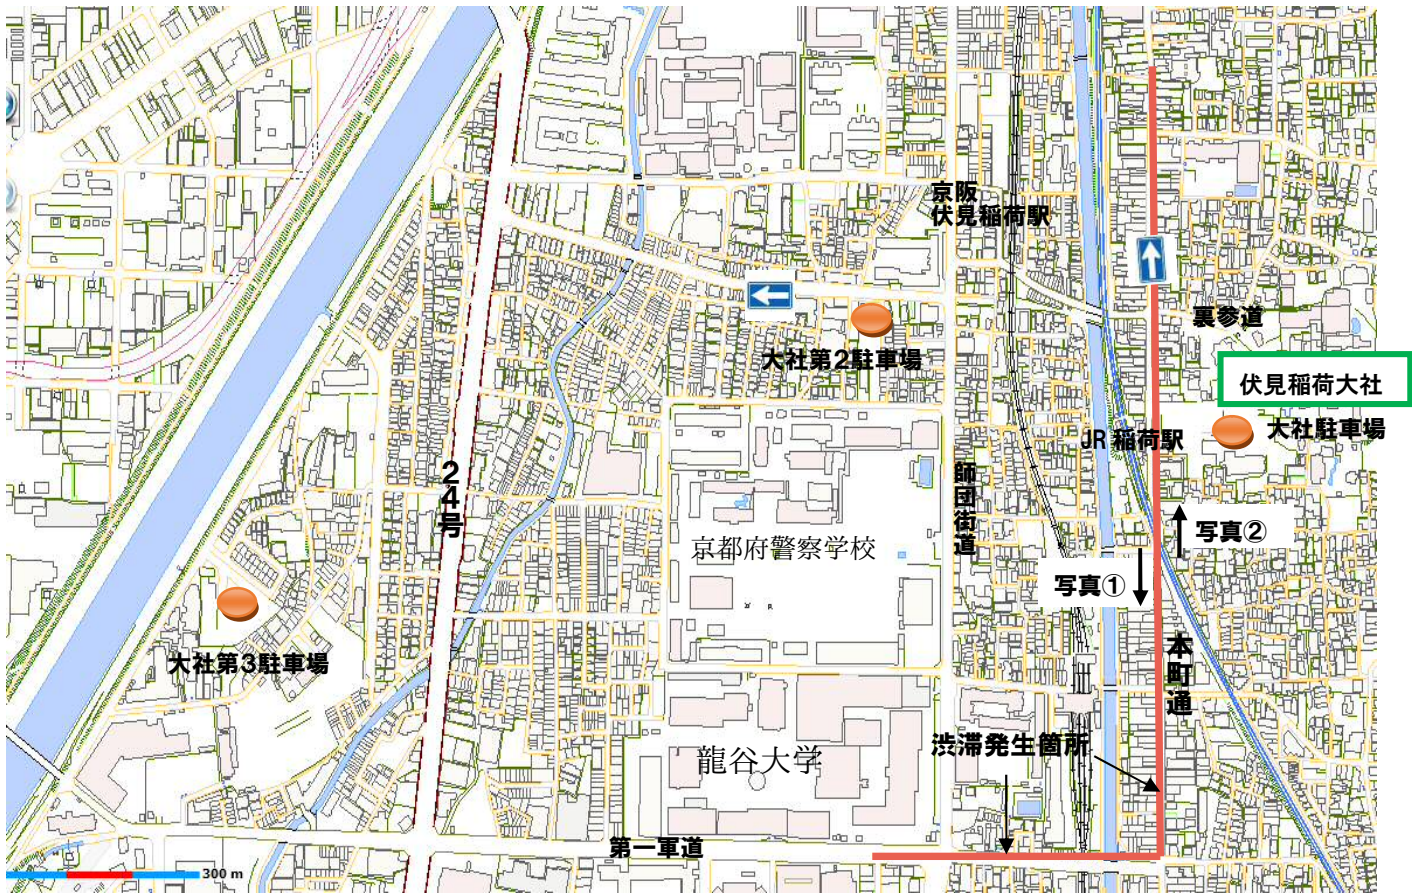 京阪
伏見稲荷駅
裏参道
大社第2駐車場
伏見稲荷大社
大社駐車場
JR 稲荷駅
24号
師団街道
写真②
京都府警察学校
写真①
大社第3駐車場
本町通
渋滞発生箇所
龍谷大学
第一軍道
300 m